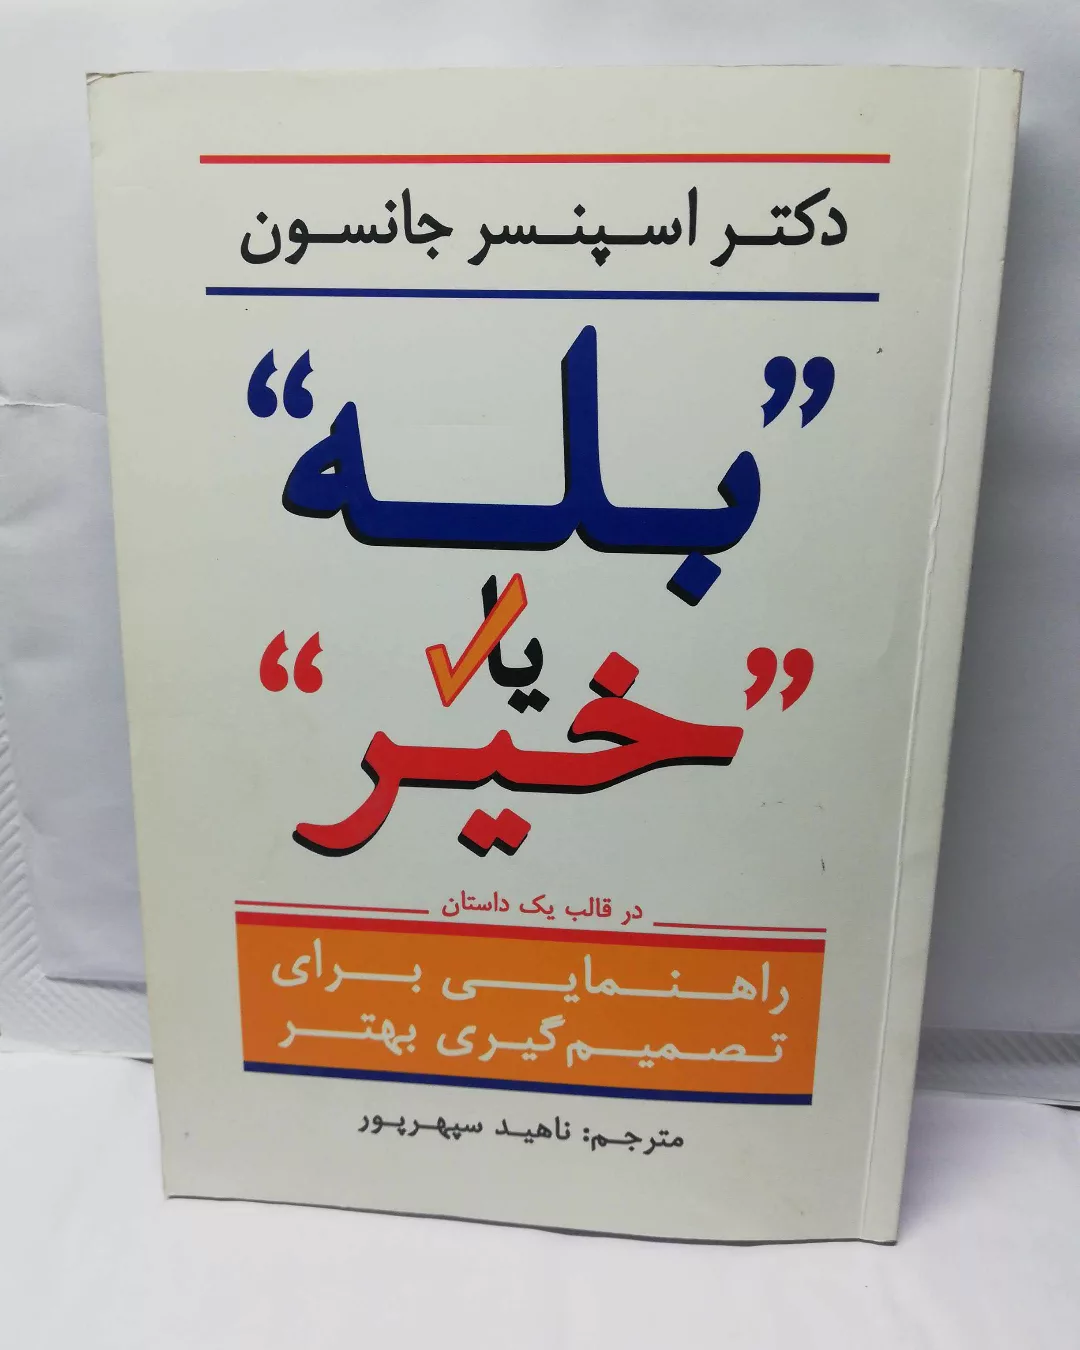 دکتر اسپنسر جانسون
"بله"
یا
"خیر"
در قالب یک داستان
راهنمایی برای
تصمیم‌گیری بهتر
مترجم: ناهید سپهرپور